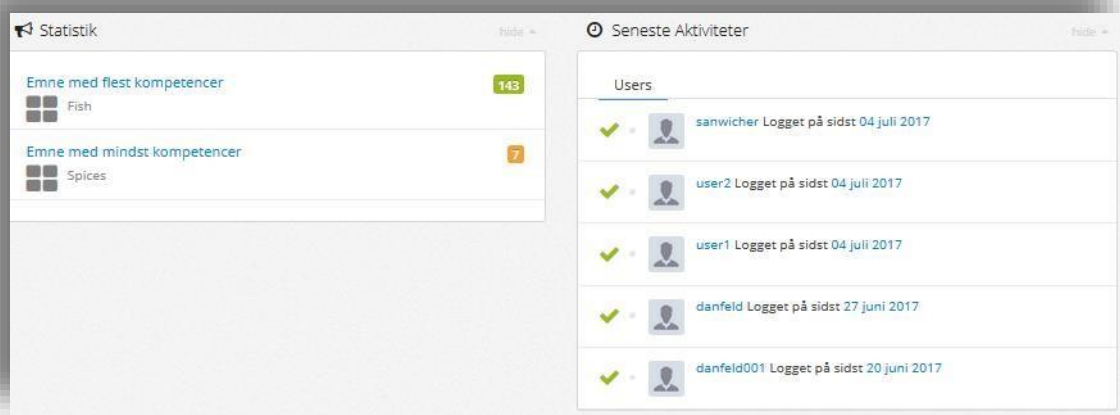 Statistik
hide
Emne med flest kompetencer
143
Fish
Emne med mindst kompetencer
7
Spices
Seneste Aktiviteter
hide
Users
sanwicher Logget på sidst 04 juli 2017
user2 Logget på sidst 04 juli 2017
user1 Logget på sidst 04 juli 2017
danfeld Logget på sidst 27 juni 2017
danfeld001 Logget på sidst 20 juni 2017